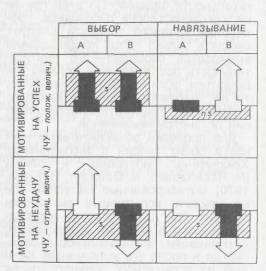 ВЫБОР
НАВЯЗЫВАНИЕ
А
В
А
В
МОТИВИРОВАННЫЕ
НА УСПЕХ
(ЧУ – полож. велич.)
МОТИВИРОВАННЫЕ
НА НЕУДАЧУ
(ЧУ – отриц. велич.)